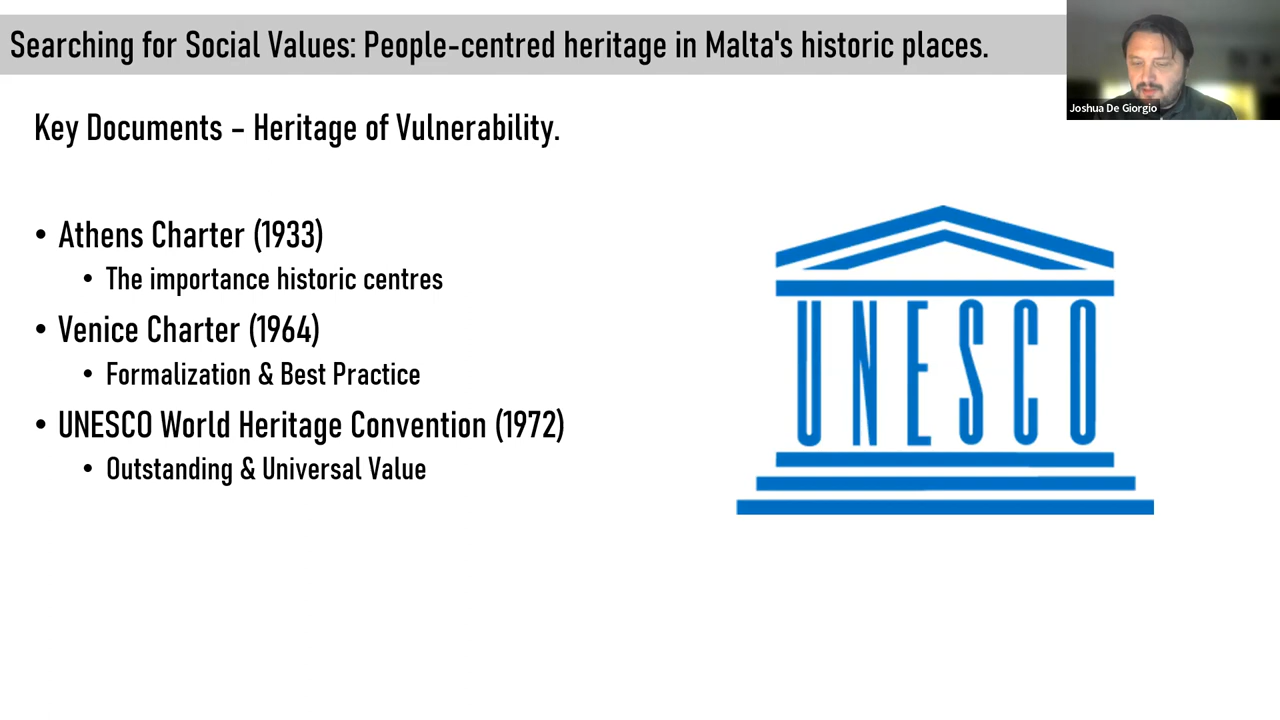 Searching for Social Values: People-centred heritage in Malta's historic places.
Joshua De Giorgio
Key Documents – Heritage of Vulnerability.
• Athens Charter (1933)
• The importance historic centres
• Venice Charter (1964)
• Formalization & Best Practice
• UNESCO World Heritage Convention (1972)
• Outstanding & Universal Value
UNESCO